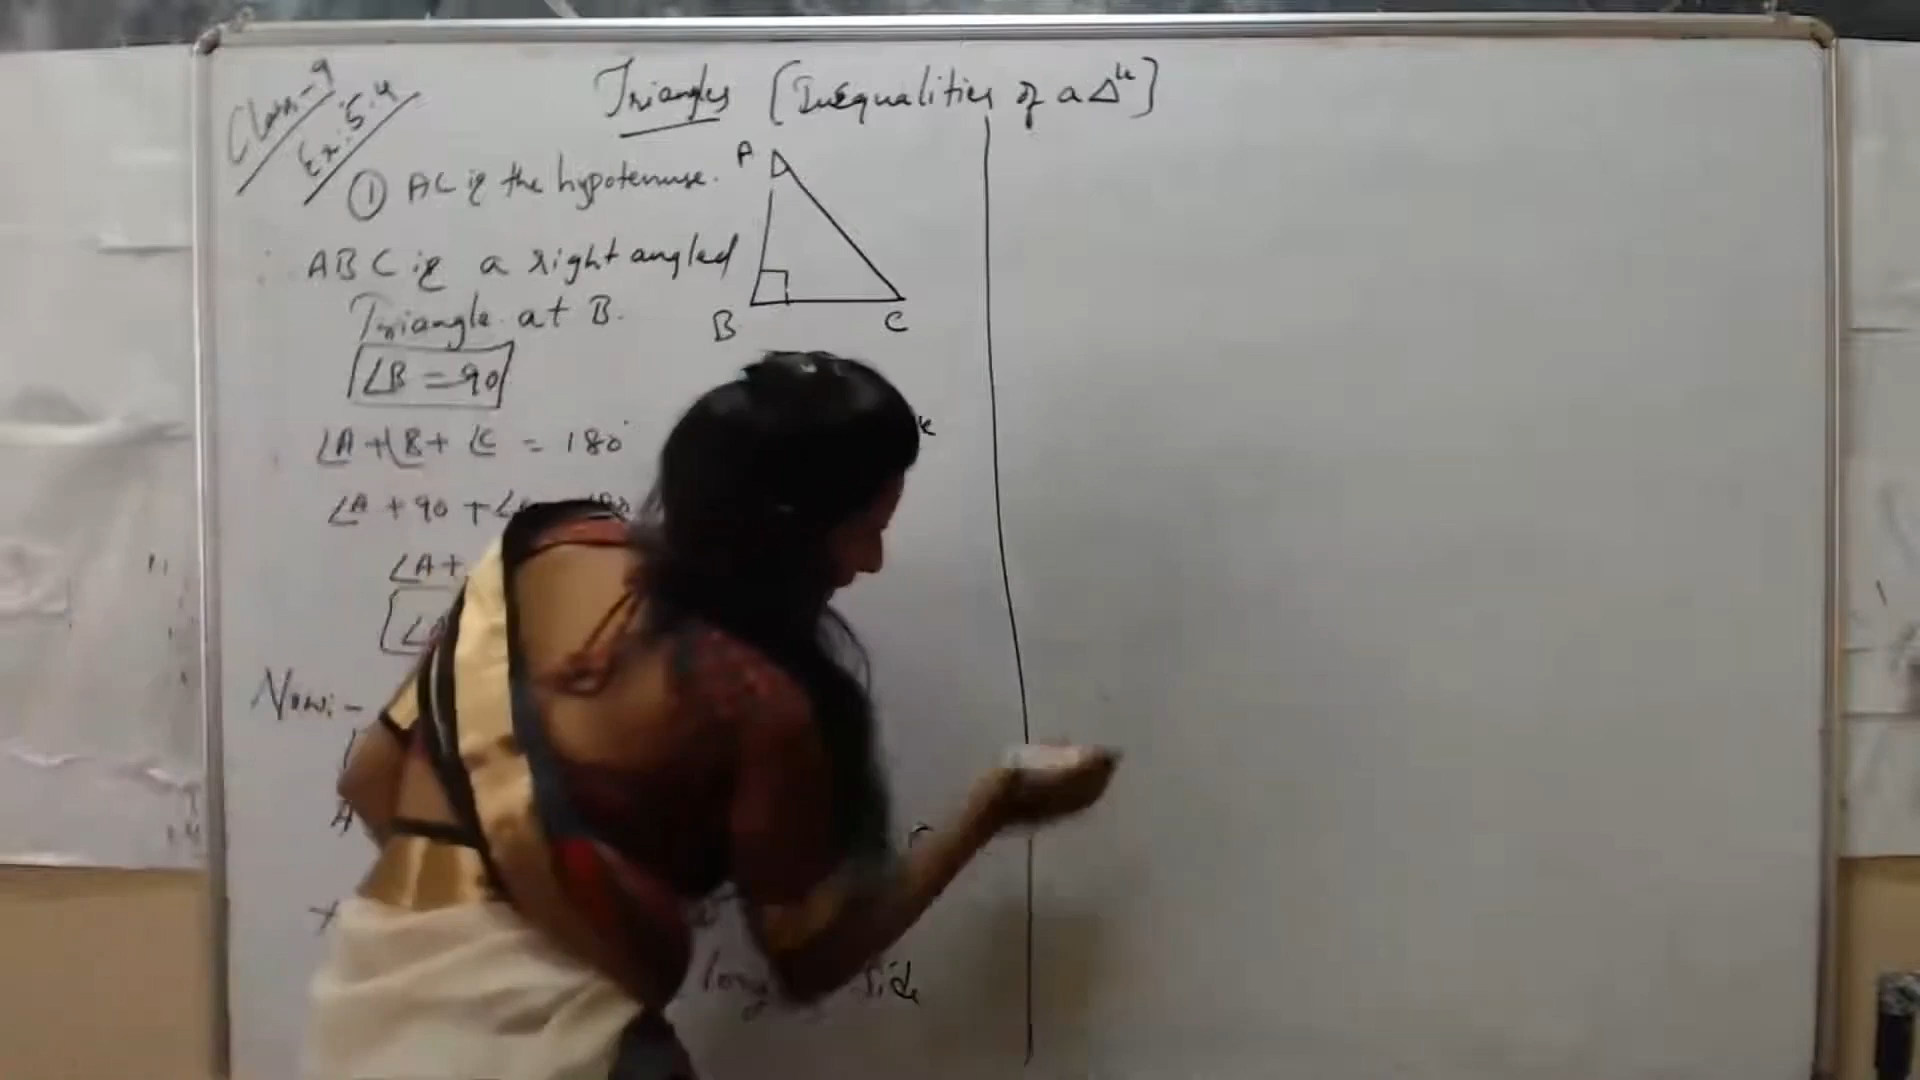 Class-9
Ex:-5.4
Triangles [Inequalities of a Δle]
① AC is the hypotenuse.
A
∴ ABC is a right angled
Triangle at B.
B C
∠B = 90
∠A + ∠B + ∠C = 180°
∠A + 90 + ∠
∠A +
Now:-
A
long side